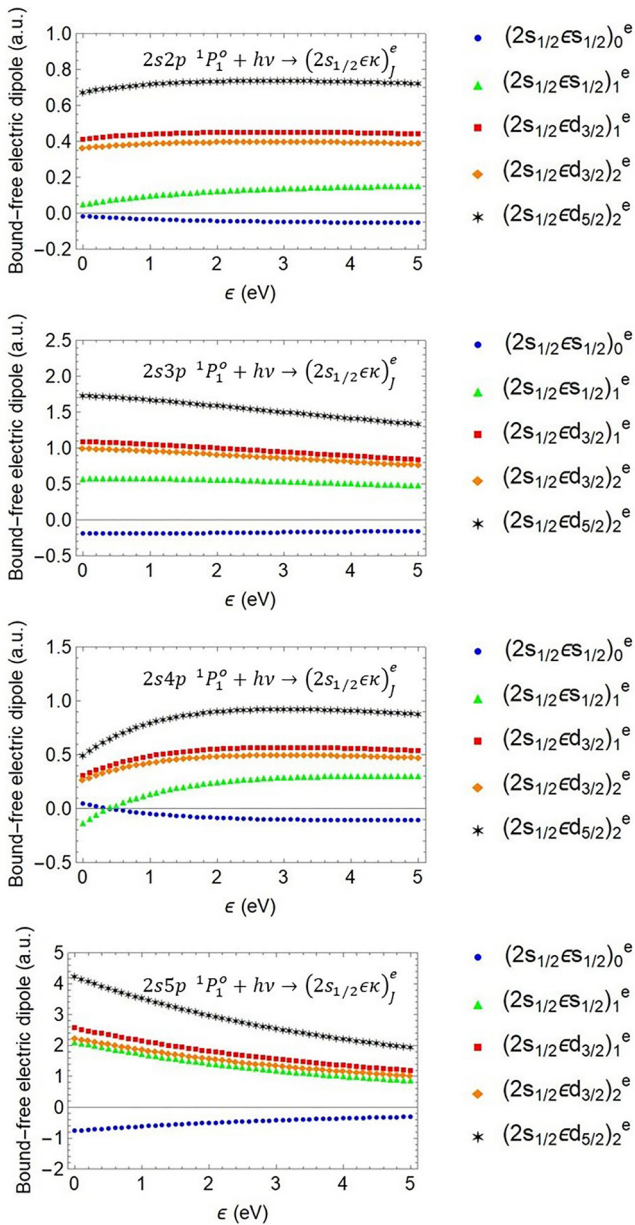 Bound−free electric dipole (a.u.)
2s2p ¹P₁ᵒ + hν → (2s₁/₂ϵκ)ᴶᵉ
1.0
0.8
0.6
0.4
0.2
0.0
−0.2
0 1 2 3 4 5
ϵ (eV)
(2s₁/₂ϵs₁/₂)₀ᵉ
(2s₁/₂ϵs₁/₂)₁ᵉ
(2s₁/₂ϵd₃/₂)₁ᵉ
(2s₁/₂ϵd₃/₂)₂ᵉ
(2s₁/₂ϵd₅/₂)₂ᵉ
Bound−free electric dipole (a.u.)
2s3p ¹P₁ᵒ + hν → (2s₁/₂ϵκ)ᴶᵉ
2.5
2.0
1.5
1.0
0.5
0.0
−0.5
0 1 2 3 4 5
ϵ (eV)
(2s₁/₂ϵs₁/₂)₀ᵉ
(2s₁/₂ϵs₁/₂)₁ᵉ
(2s₁/₂ϵd₃/₂)₁ᵉ
(2s₁/₂ϵd₃/₂)₂ᵉ
(2s₁/₂ϵd₅/₂)₂ᵉ
Bound−free electric dipole (a.u.)
2s4p ¹P₁ᵒ + hν → (2s₁/₂ϵκ)ᴶᵉ
1.5
1.0
0.5
0.0
−0.5
0 1 2 3 4 5
ϵ (eV)
(2s₁/₂ϵs₁/₂)₀ᵉ
(2s₁/₂ϵs₁/₂)₁ᵉ
(2s₁/₂ϵd₃/₂)₁ᵉ
(2s₁/₂ϵd₃/₂)₂ᵉ
(2s₁/₂ϵd₅/₂)₂ᵉ
Bound−free electric dipole (a.u.)
2s5p ¹P₁ᵒ + hν → (2s₁/₂ϵκ)ᴶᵉ
5
4
3
2
1
0
−1
−2
0 1 2 3 4 5
ϵ (eV)
(2s₁/₂ϵs₁/₂)₀ᵉ
(2s₁/₂ϵs₁/₂)₁ᵉ
(2s₁/₂ϵd₃/₂)₁ᵉ
(2s₁/₂ϵd₃/₂)₂ᵉ
(2s₁/₂ϵd₅/₂)₂ᵉ